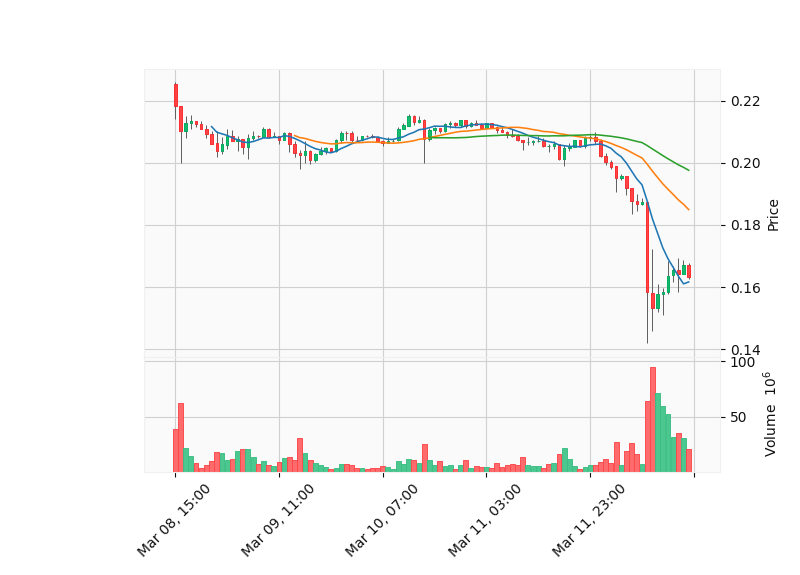 0.22
0.20
0.18
0.16
0.14
Price
100
50
Volume 10^6
Mar 08, 15:00
Mar 09, 11:00
Mar 10, 07:00
Mar 11, 03:00
Mar 11, 23:00